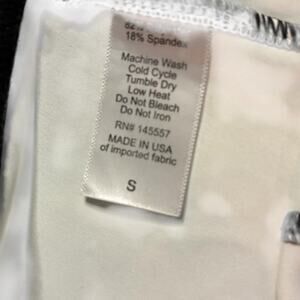 82%
18% Spandex
Machine Wash
Cold Cycle
Tumble Dry
Low Heat
Do Not Bleach
Do Not Iron
RN# 145557
MADE IN USA
of imported fabric
S